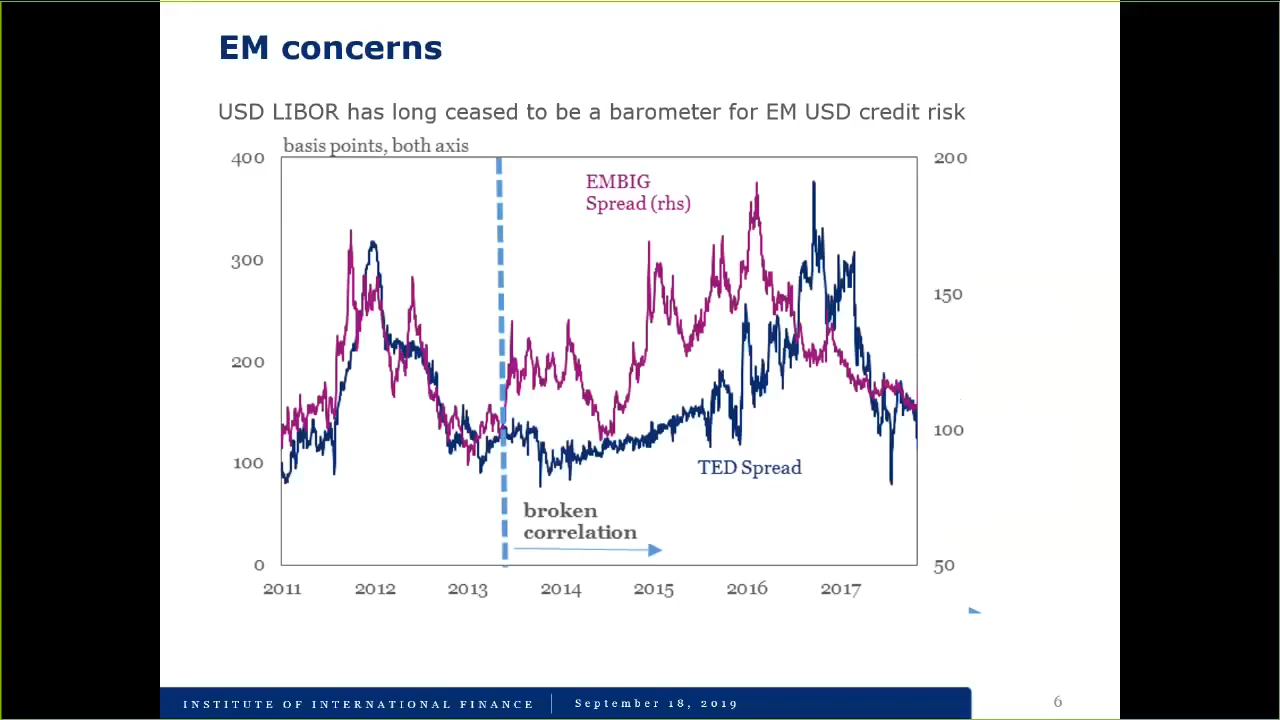 EM concerns
USD LIBOR has long ceased to be a barometer for EM USD credit risk
basis points, both axis
400
300
200
100
0
200
150
100
50
EMBIG
Spread (rhs)
TED Spread
broken
correlation
2011 2012 2013 2014 2015 2016 2017
INSTITUTE OF INTERNATIONAL FINANCE | September 18, 2019
6